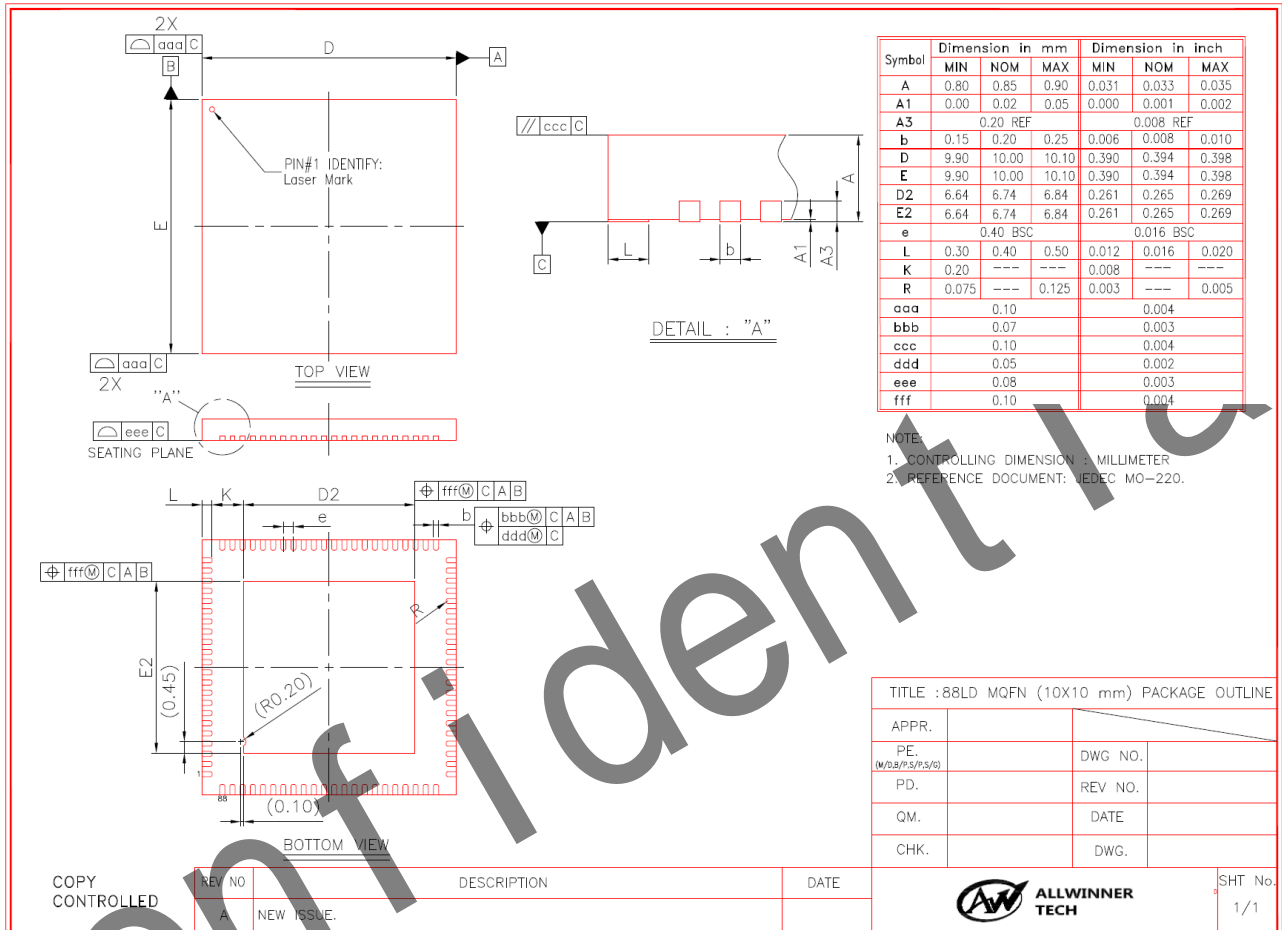 2X
aaa C
B
D
A
E
PIN#1 IDENTIFY:
Laser Mark
aaa C
2X
TOP VIEW
"A"
eee C
SEATING PLANE
// ccc C
C
L
b
A1
A3
A
DETAIL : "A"
Symbol Dimension in mm Dimension in inch
MIN NOM MAX MIN NOM MAX
A 0.80 0.85 0.90 0.031 0.033 0.035
A1 0.00 0.02 0.05 0.000 0.001 0.002
A3 0.20 REF 0.008 REF
b 0.15 0.20 0.25 0.006 0.008 0.010
D 9.90 10.00 10.10 0.390 0.394 0.398
E 9.90 10.00 10.10 0.390 0.394 0.398
D2 6.64 6.74 6.84 0.261 0.265 0.269
E2 6.64 6.74 6.84 0.261 0.265 0.269
e 0.40 BSC 0.016 BSC
L 0.30 0.40 0.50 0.012 0.016 0.020
K 0.20 --- --- 0.008 --- ---
R 0.075 --- 0.125 0.003 --- 0.005
aaa 0.10 0.004
bbb 0.07 0.003
ccc 0.10 0.004
ddd 0.05 0.002
eee 0.08 0.003
fff 0.10 0.004
NOTE:
1. CONTROLLING DIMENSION : MILLIMETER
2. REFERENCE DOCUMENT: JEDEC MO-220.
L K D2
⌖ fffⓂ C A B
e
b
⌖ bbbⓂ C A B
dddⓂ C
⌖ fffⓂ C A B
E2
(0.45)
(R0.20)
R
1
88
(0.10)
BOTTOM VIEW
onfidentia
TITLE :88LD MQFN (10X10 mm) PACKAGE OUTLINE
APPR.
PE.
(M/D,B/P,S/P,S/G)
DWG NO.
PD.
REV NO.
QM.
DATE
CHK.
DWG.
COPY
CONTROLLED
REV NO DESCRIPTION DATE
A NEW ISSUE.
ALLWINNER
TECH
SHT No.
1/1